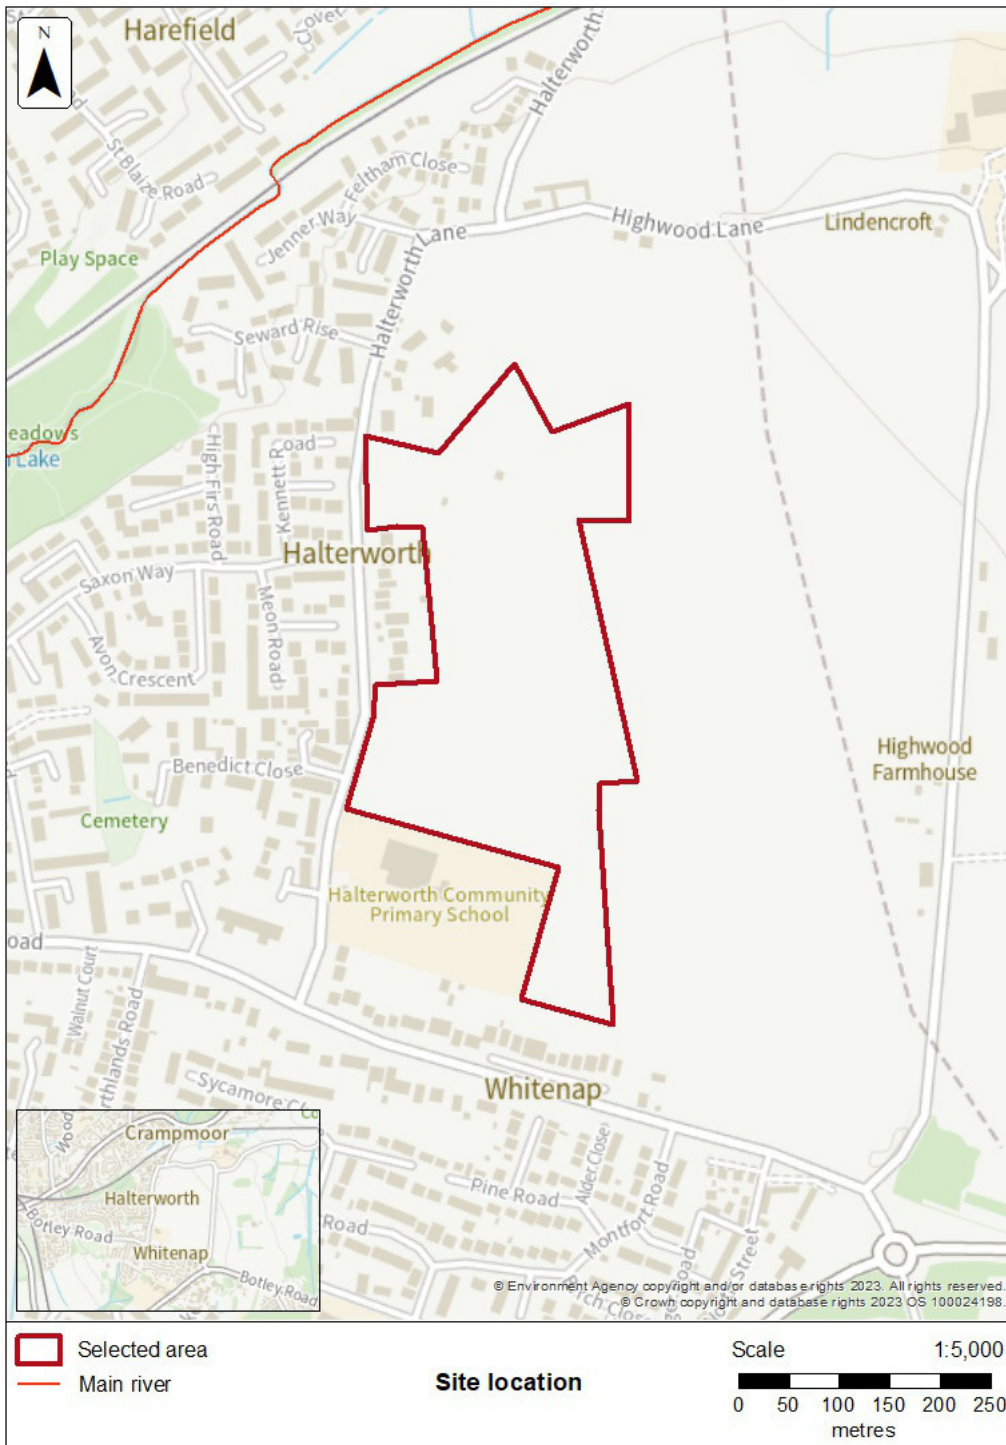 N
Harefield
Halterworth
St Blaize Road
Feltham Close
Jenner Way
Highwood Lane
Lindencroft
Play Space
Halterworth Lane
Seward Rise
eadows
Lake
High Firs Road
Kennett Road
Halterworth
Saxon Way
Meon Road
Avon Crescent
Benedict Close
Highwood
Farmhouse
Cemetery
Halterworth Community
Primary School
oad
Walnut Court
rthlands Road
Sycamore Clo
Whitenap
Wood
Co
Crampmoor
Halterworth
Botley Road
Whitenap
Botley Road
Pine Road
Alder Close
Montfort Road
Road
Street
© Environment Agency copyright and/or database rights 2023. All rights reserved.
© Crown copyright and database rights 2023 OS 100024198.
Selected area
Main river
Site location
Scale 1:5,000
0 50 100 150 200 250
metres